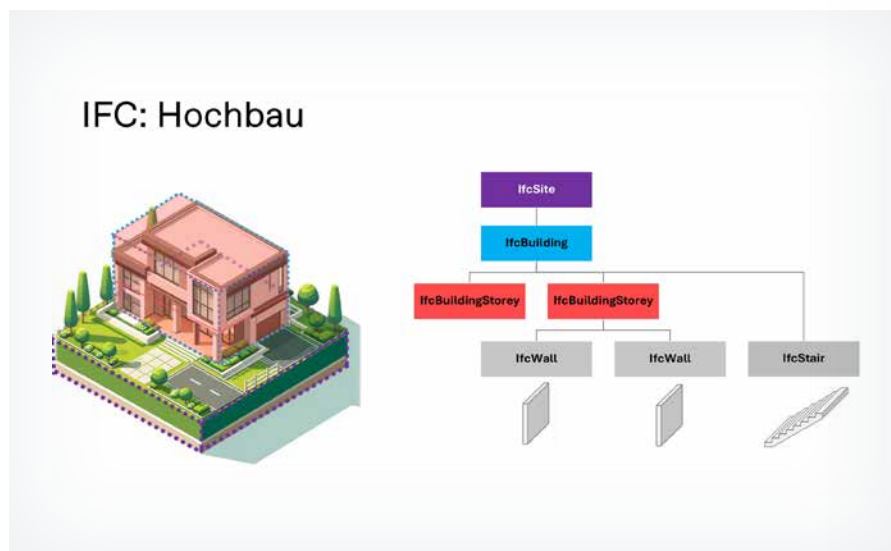 IFC: Hochbau
IfcSite
IfcBuilding
IfcBuildingStorey
IfcBuildingStorey
IfcWall
IfcWall
IfcStair